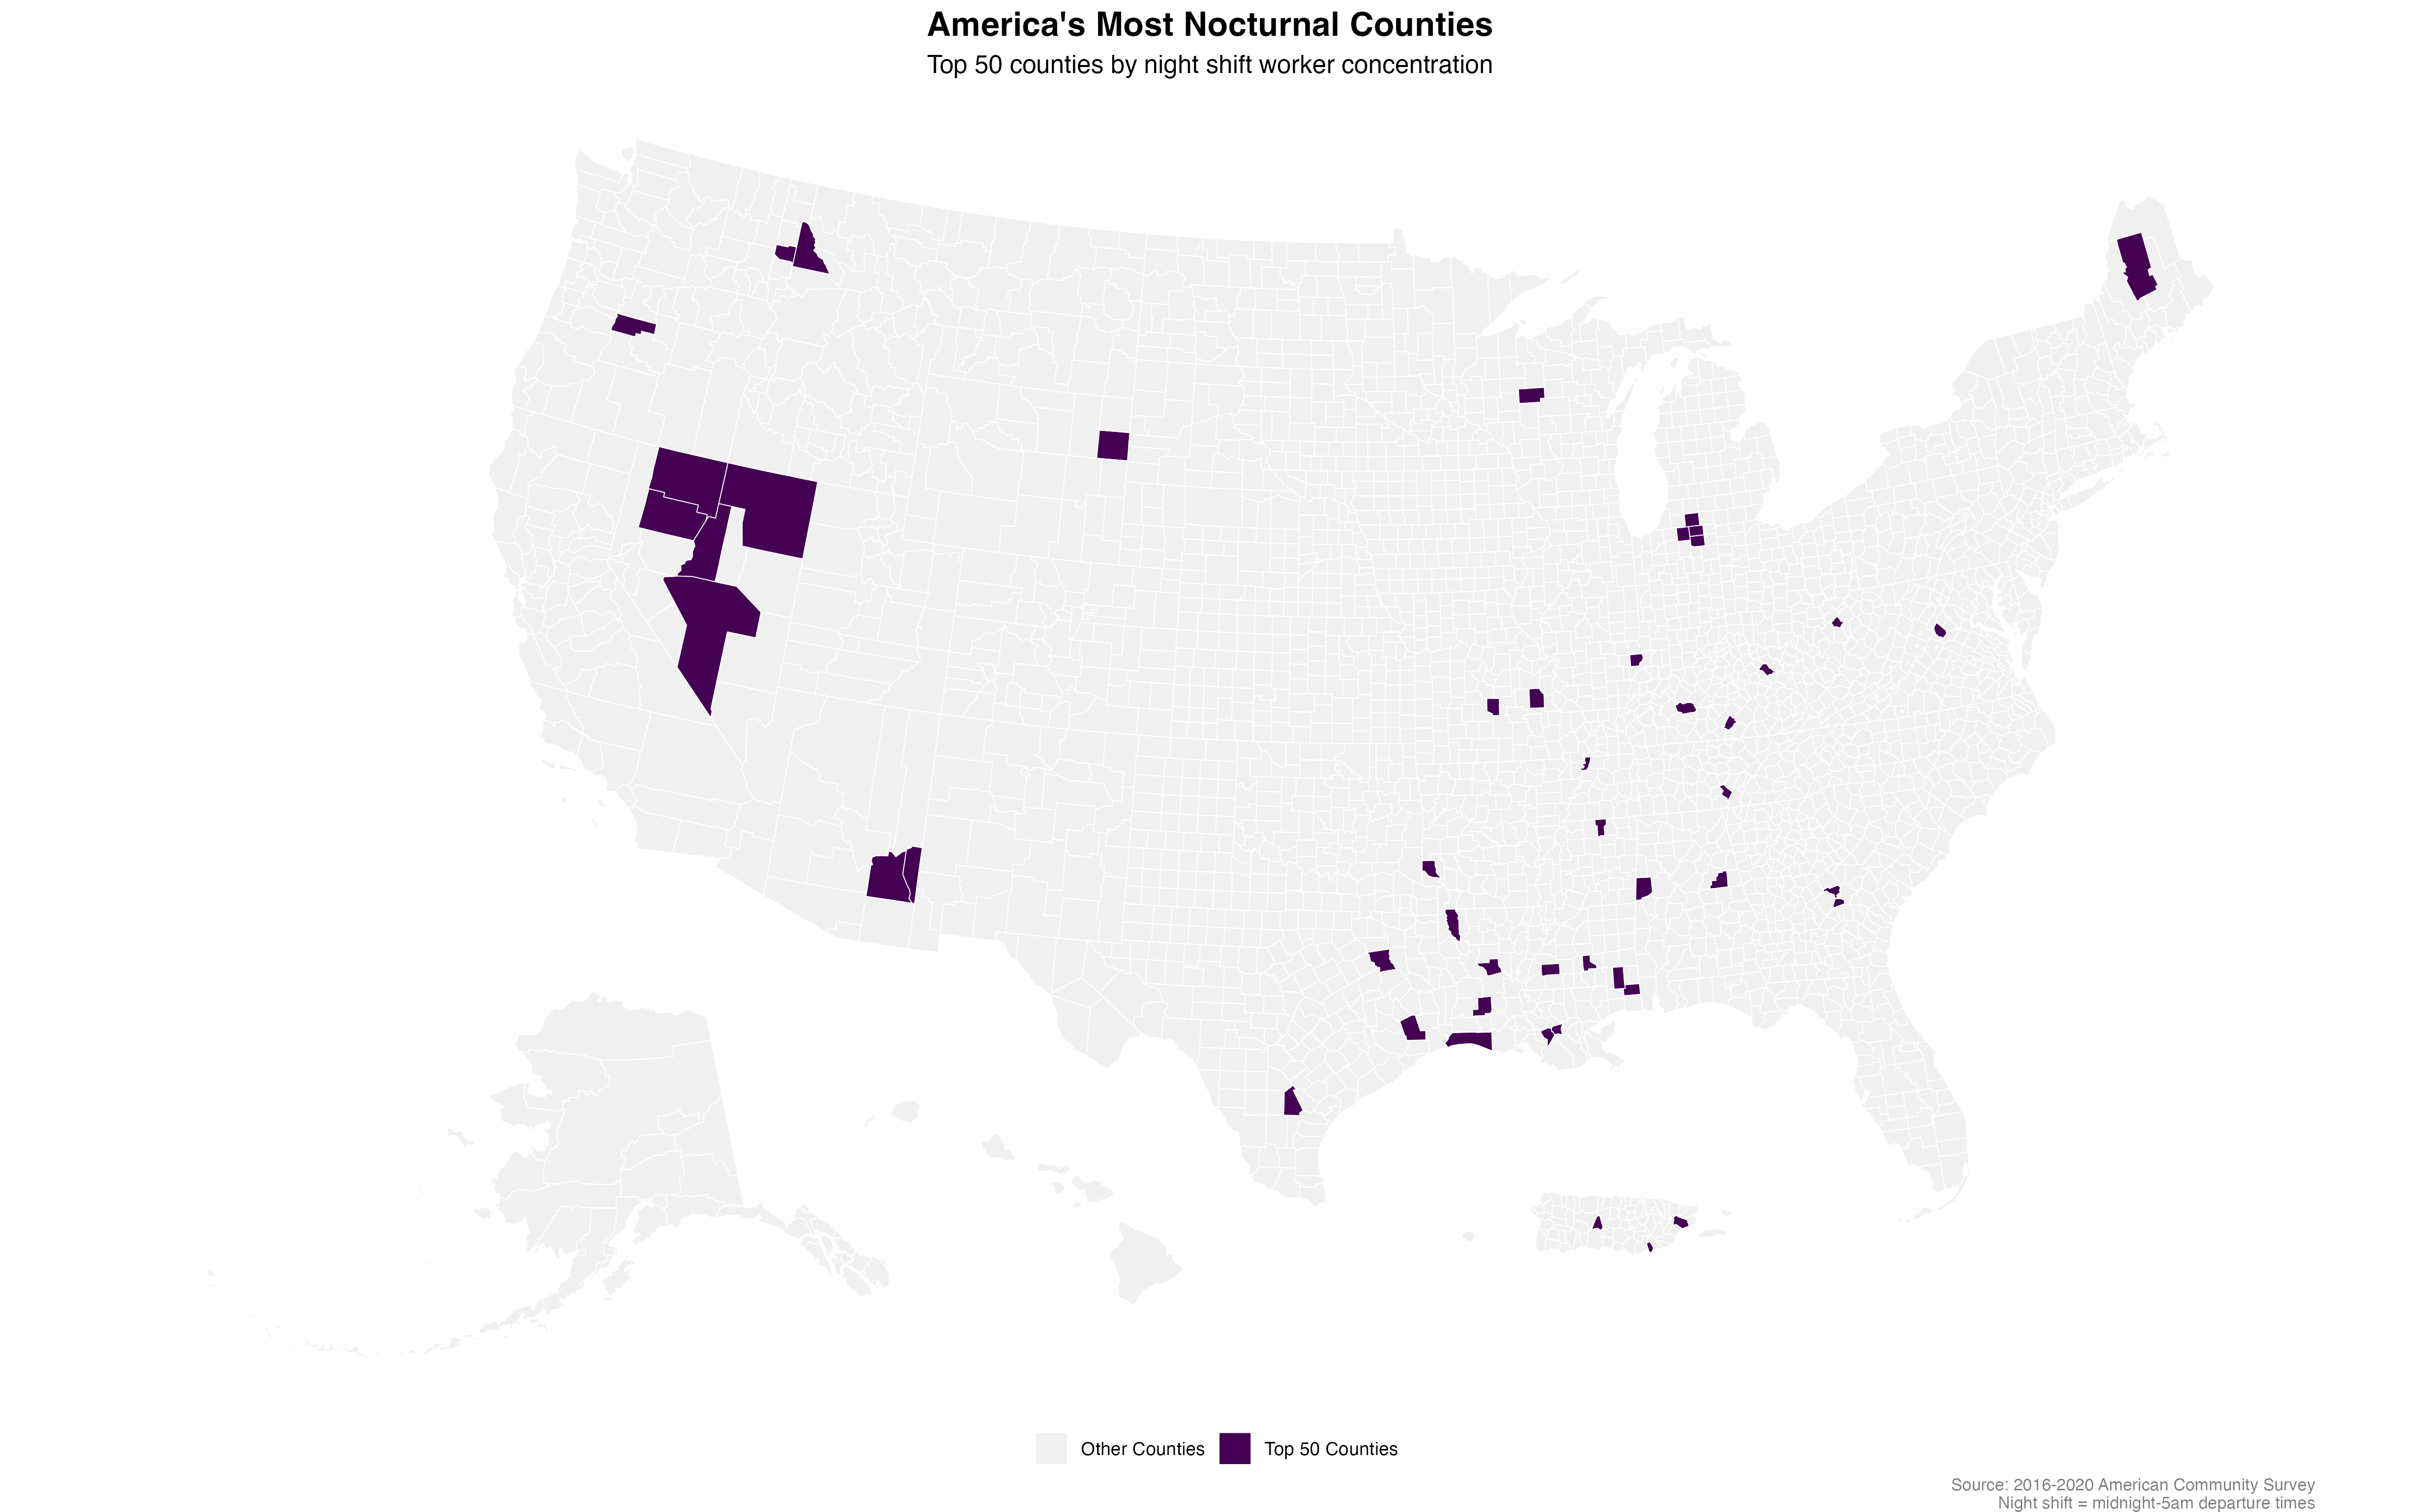 America's Most Nocturnal Counties
Top 50 counties by night shift worker concentration
Other Counties
Top 50 Counties
Source: 2016-2020 American Community Survey
Night shift = midnight-5am departure times